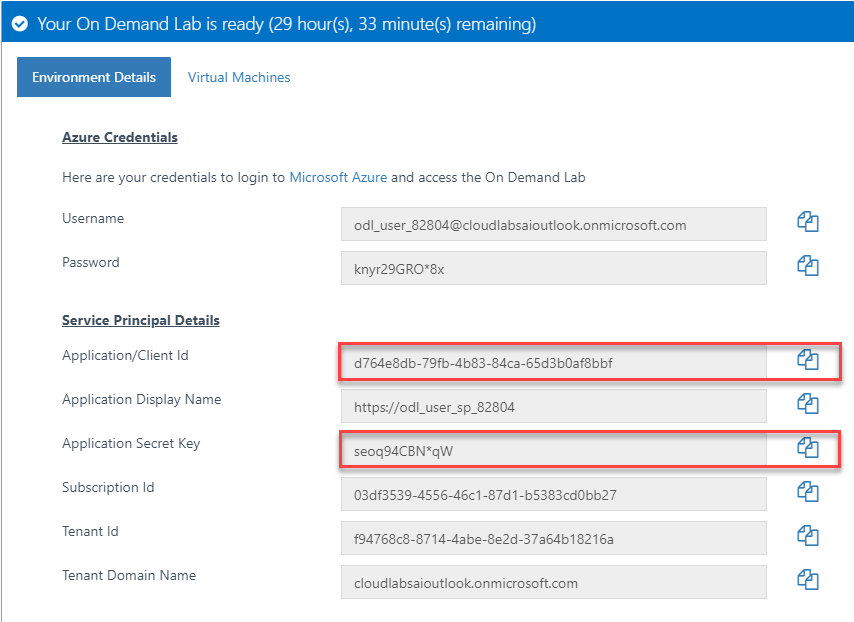 Your On Demand Lab is ready (29 hour(s), 33 minute(s) remaining)
Environment Details Virtual Machines
Azure Credentials
Here are your credentials to login to Microsoft Azure and access the On Demand Lab
Username odl_user_82804@cloudlabsaioutlook.onmicrosoft.com
Password knyr29GRO*8x
Service Principal Details
Application/Client Id d764e8db-79fb-4b83-84ca-65d3b0af8bbf
Application Display Name https://odl_user_sp_82804
Application Secret Key seoq94CBN*qW
Subscription Id 03df3539-4556-46c1-87d1-b5383cd0bb27
Tenant Id f94768c8-8714-4abe-8e2d-37a64b18216a
Tenant Domain Name cloudlabsaioutlook.onmicrosoft.com